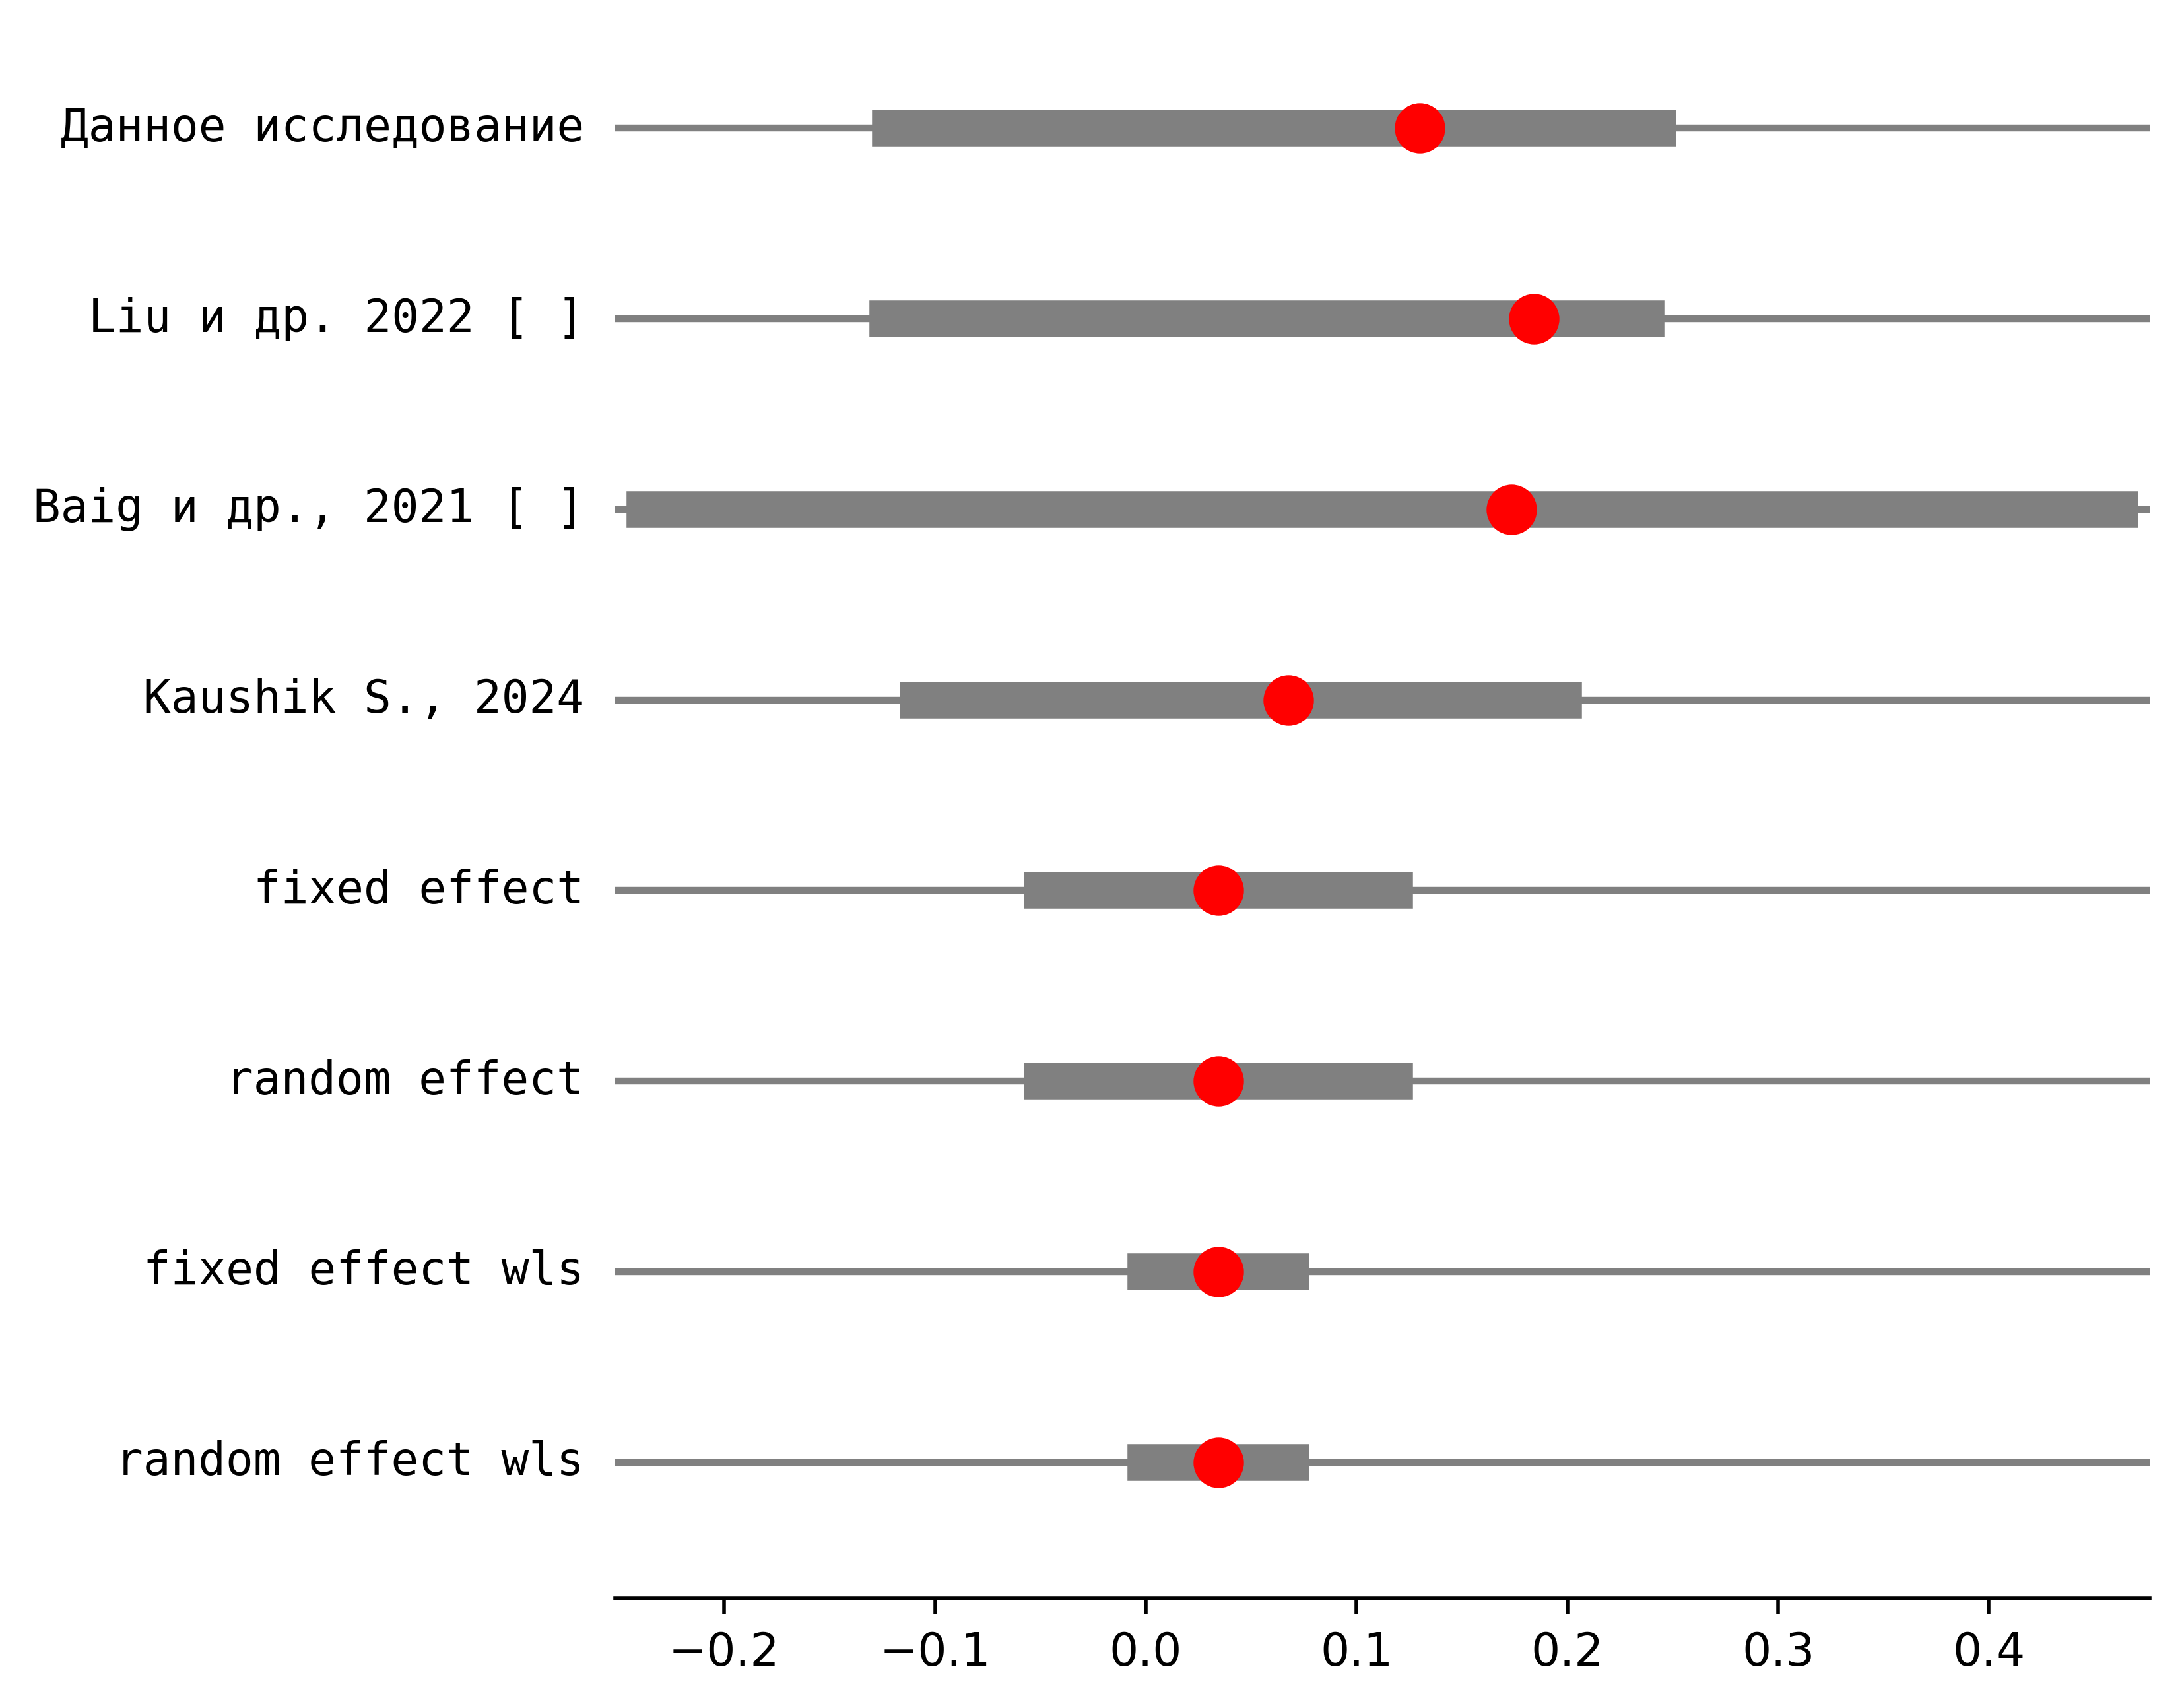 Данное исследование
Liu и др. 2022 [ ]
Baig и др., 2021 [ ]
Kaushik S., 2024
fixed effect
random effect
fixed effect wls
random effect wls
−0.2 −0.1 0.0 0.1 0.2 0.3 0.4